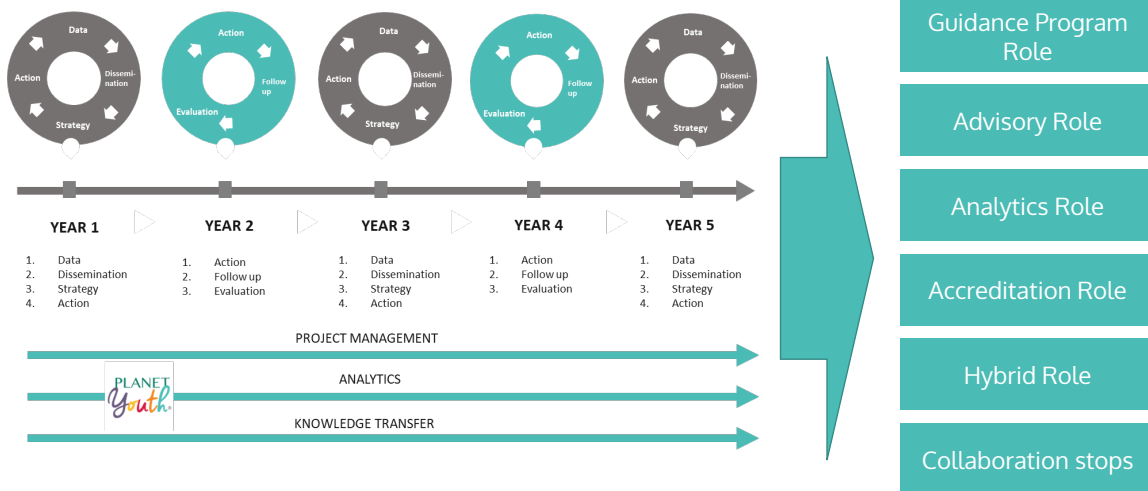 Data
Dissemi-
nation
Strategy
Action
Action
Follow
up
Evaluation
Data
Dissemi-
nation
Strategy
Action
Action
Follow
up
Evaluation
Data
Dissemi-
nation
Strategy
Action
YEAR 1
YEAR 2
YEAR 3
YEAR 4
YEAR 5
1. Data
2. Dissemination
3. Strategy
4. Action
1. Action
2. Follow up
3. Evaluation
1. Data
2. Dissemination
3. Strategy
4. Action
1. Action
2. Follow up
3. Evaluation
1. Data
2. Dissemination
3. Strategy
4. Action
PROJECT MANAGEMENT
ANALYTICS
KNOWLEDGE TRANSFER
PLANET
Youth
Guidance Program
Role
Advisory Role
Analytics Role
Accreditation Role
Hybrid Role
Collaboration stops